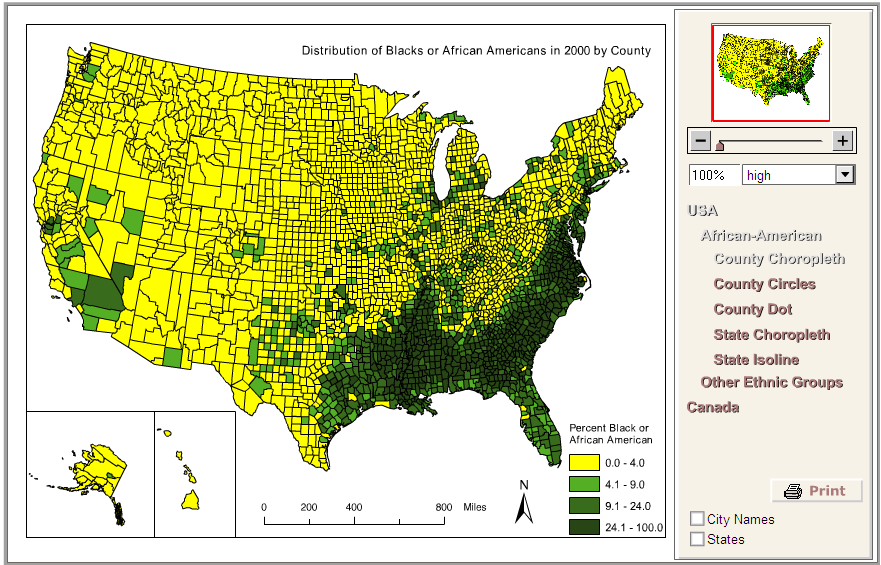 Distribution of Blacks or African Americans in 2000 by County
Percent Black or
African American
0.0 - 4.0
4.1 - 9.0
9.1 - 24.0
24.1 - 100.0
N
0 200 400 800 Miles
100% high
USA
African-American
County Choropleth
County Circles
County Dot
State Choropleth
State Isoline
Other Ethnic Groups
Canada
Print
City Names
States